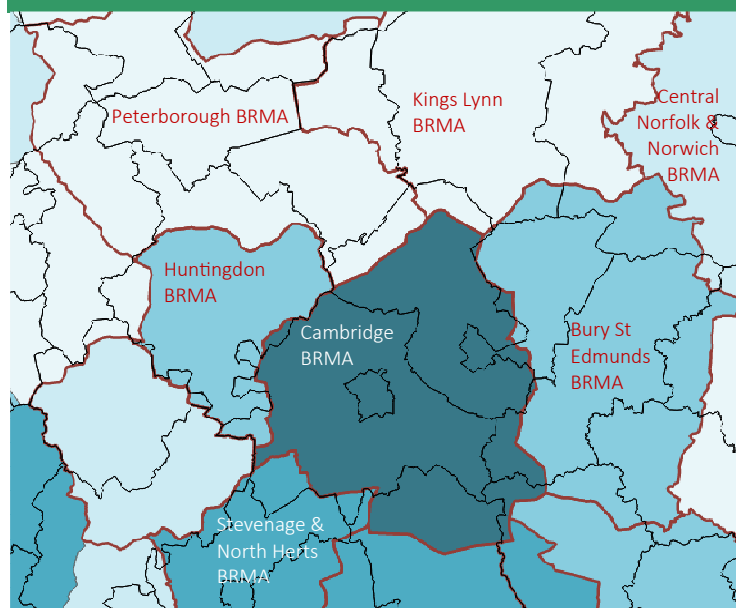 Peterborough BRMA
Kings Lynn
BRMA
Central
Norfolk &
Norwich
BRMA
Huntingdon
BRMA
Cambridge
BRMA
Bury St
Edmunds
BRMA
Stevenage &
North Herts
BRMA